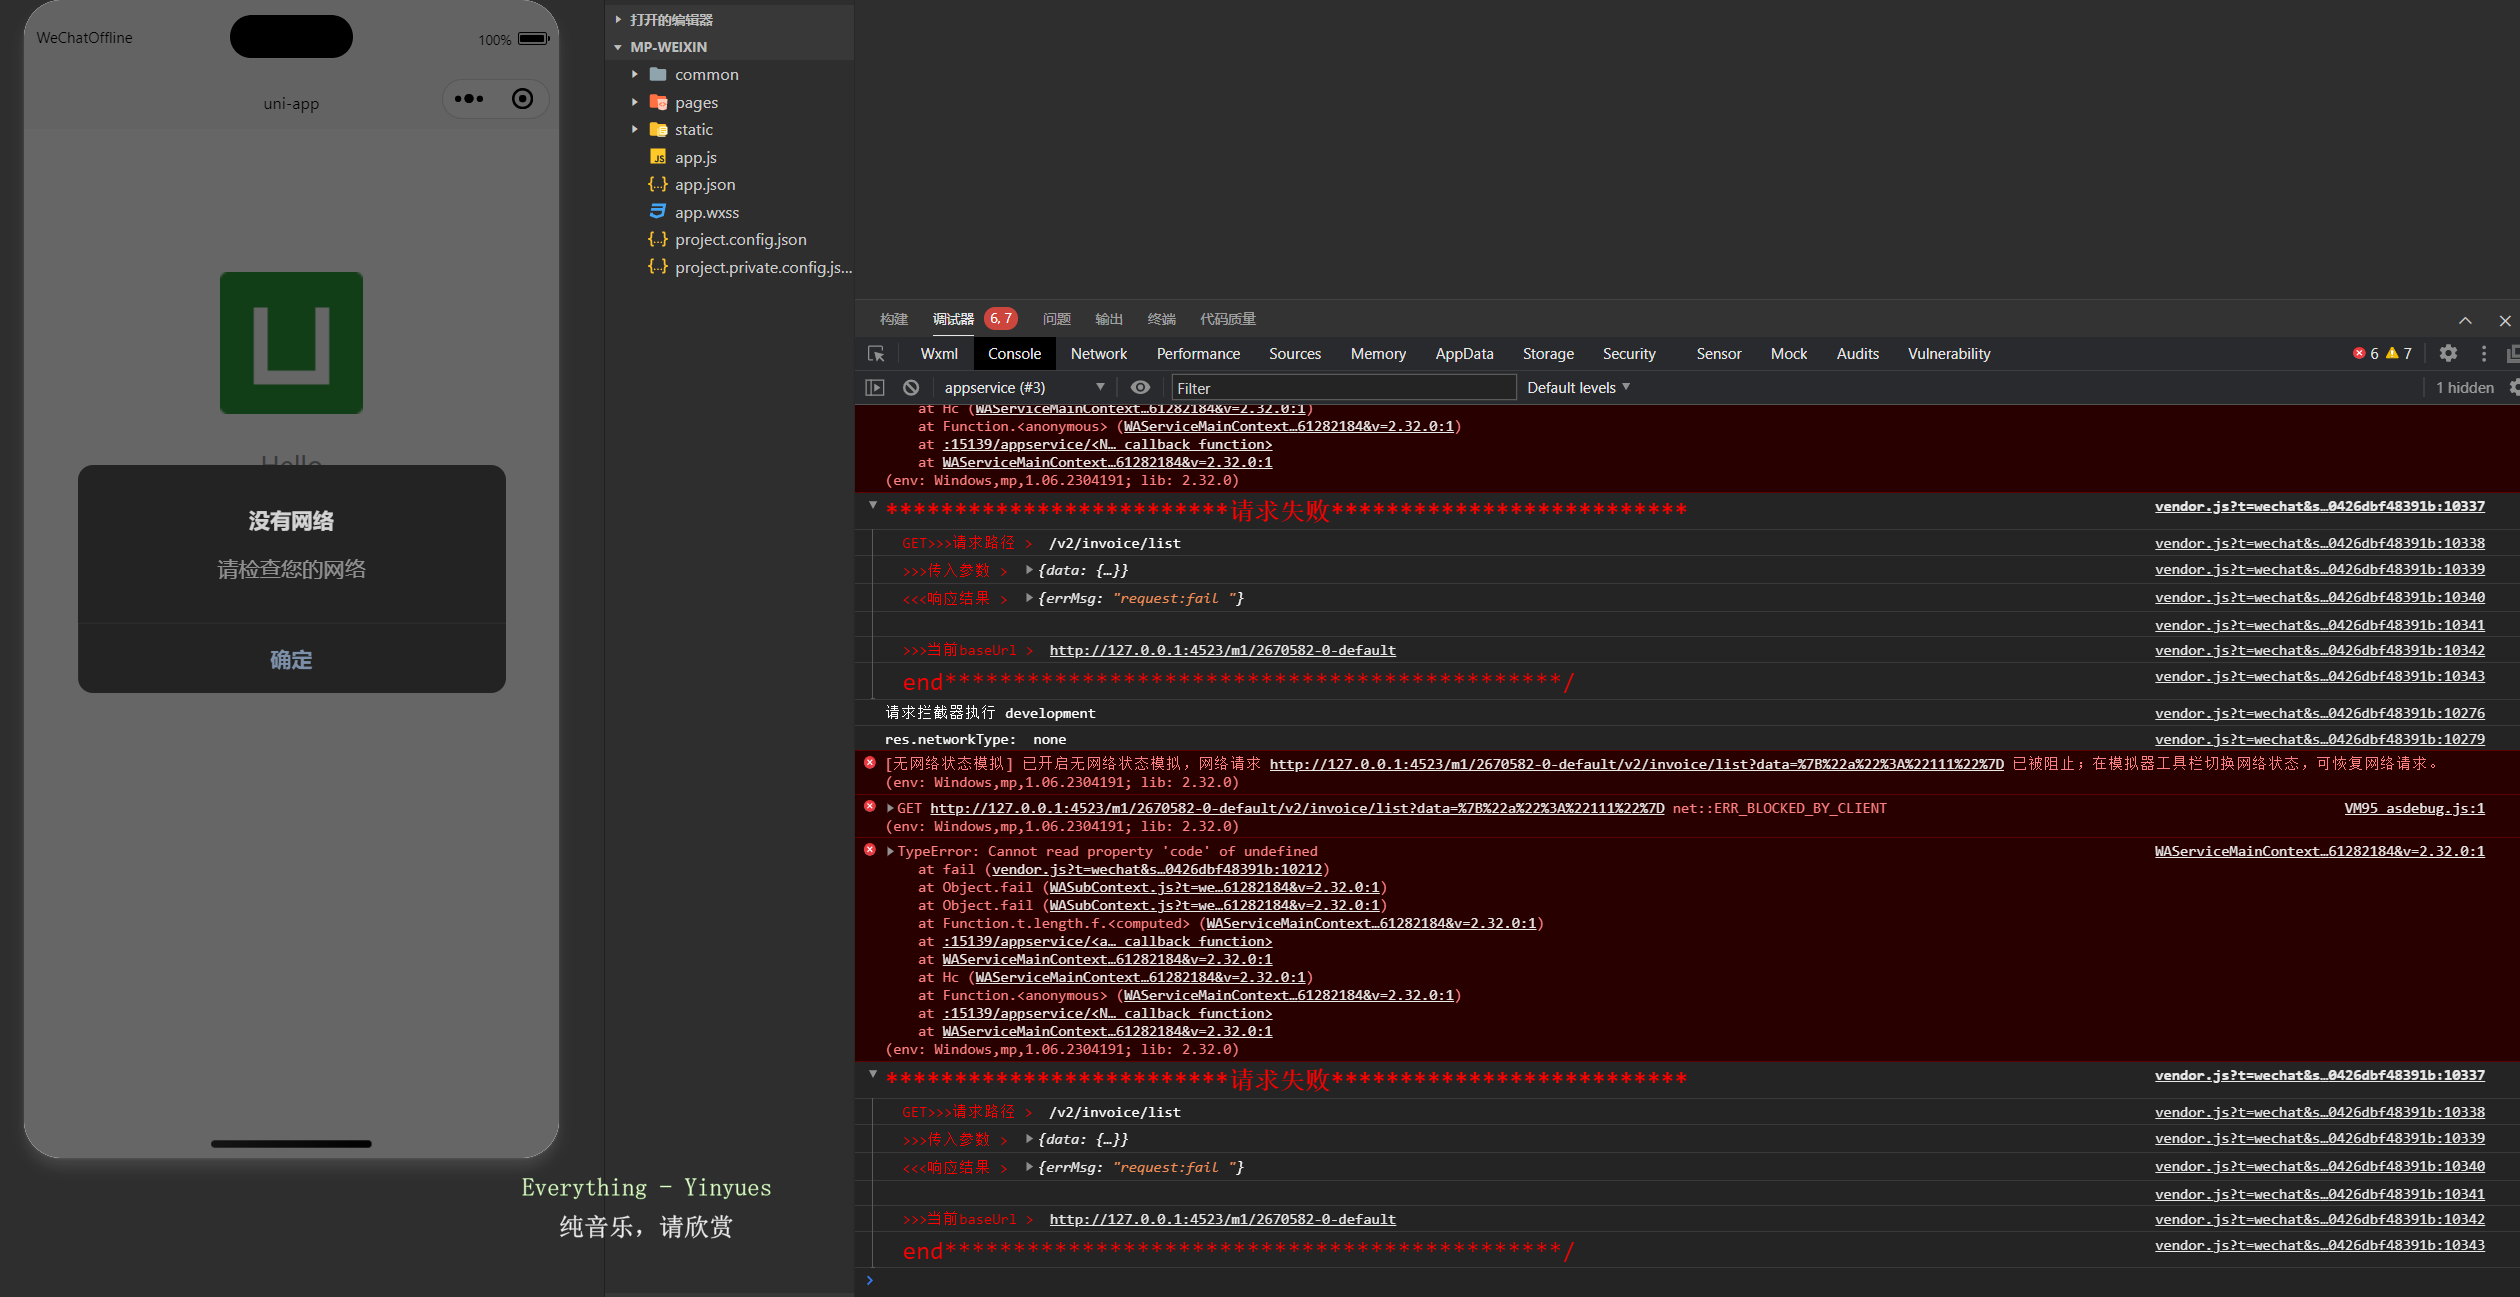 WeChatOffline
100%
uni-app
Hello
没有网络
请检查您的网络
确定
Everything - Yinyues
纯音乐，请欣赏
打开的编辑器
MP-WEIXIN
common
pages
static
app.js
app.json
app.wxss
project.config.json
project.private.config.js...
构建 调试器 6, 7 问题 输出 终端 代码质量
Wxml Console Network Performance Sources Memory AppData Storage Security Sensor Mock Audits Vulnerability 6 7
appservice (#3) Filter Default levels 1 hidden
at Hc (WAServiceMainContext…61282184&v=2.32.0:1)
at Function.<anonymous> (WAServiceMainContext…61282184&v=2.32.0:1)
at :15139/appservice/<N… callback function>
at WAServiceMainContext…61282184&v=2.32.0:1
(env: Windows,mp,1.06.2304191; lib: 2.32.0)
*************************请求失败************************** vendor.js?t=wechat&s…0426dbf48391b:10337
GET>>>请求路径 > /v2/invoice/list vendor.js?t=wechat&s…0426dbf48391b:10338
>>>传入参数 > {data: {…}} vendor.js?t=wechat&s…0426dbf48391b:10339
<<<响应结果 > {errMsg: "request:fail "} vendor.js?t=wechat&s…0426dbf48391b:10340
vendor.js?t=wechat&s…0426dbf48391b:10341
>>>当前baseUrl > http://127.0.0.1:4523/m1/2670582-0-default vendor.js?t=wechat&s…0426dbf48391b:10342
end*********************************************/ vendor.js?t=wechat&s…0426dbf48391b:10343
请求拦截器执行 development vendor.js?t=wechat&s…0426dbf48391b:10276
res.networkType: none vendor.js?t=wechat&s…0426dbf48391b:10279
[无网络状态模拟] 已开启无网络状态模拟，网络请求 http://127.0.0.1:4523/m1/2670582-0-default/v2/invoice/list?data=%7B%22a%22%3A%22111%22%7D 已被阻止；在模拟器工具栏切换网络状态，可恢复网络请求。
(env: Windows,mp,1.06.2304191; lib: 2.32.0)
GET http://127.0.0.1:4523/m1/2670582-0-default/v2/invoice/list?data=%7B%22a%22%3A%22111%22%7D net::ERR_BLOCKED_BY_CLIENT VM95 asdebug.js:1
(env: Windows,mp,1.06.2304191; lib: 2.32.0)
TypeError: Cannot read property 'code' of undefined WAServiceMainContext…61282184&v=2.32.0:1
at fail (vendor.js?t=wechat&s…0426dbf48391b:10212)
at Object.fail (WASubContext.js?t=we…61282184&v=2.32.0:1)
at Object.fail (WASubContext.js?t=we…61282184&v=2.32.0:1)
at Function.t.length.f.<computed> (WAServiceMainContext…61282184&v=2.32.0:1)
at :15139/appservice/<a… callback function>
at WAServiceMainContext…61282184&v=2.32.0:1
at Hc (WAServiceMainContext…61282184&v=2.32.0:1)
at Function.<anonymous> (WAServiceMainContext…61282184&v=2.32.0:1)
at :15139/appservice/<N… callback function>
at WAServiceMainContext…61282184&v=2.32.0:1
(env: Windows,mp,1.06.2304191; lib: 2.32.0)
*************************请求失败************************** vendor.js?t=wechat&s…0426dbf48391b:10337
GET>>>请求路径 > /v2/invoice/list vendor.js?t=wechat&s…0426dbf48391b:10338
>>>传入参数 > {data: {…}} vendor.js?t=wechat&s…0426dbf48391b:10339
<<<响应结果 > {errMsg: "request:fail "} vendor.js?t=wechat&s…0426dbf48391b:10340
vendor.js?t=wechat&s…0426dbf48391b:10341
>>>当前baseUrl > http://127.0.0.1:4523/m1/2670582-0-default vendor.js?t=wechat&s…0426dbf48391b:10342
end*********************************************/ vendor.js?t=wechat&s…0426dbf48391b:10343